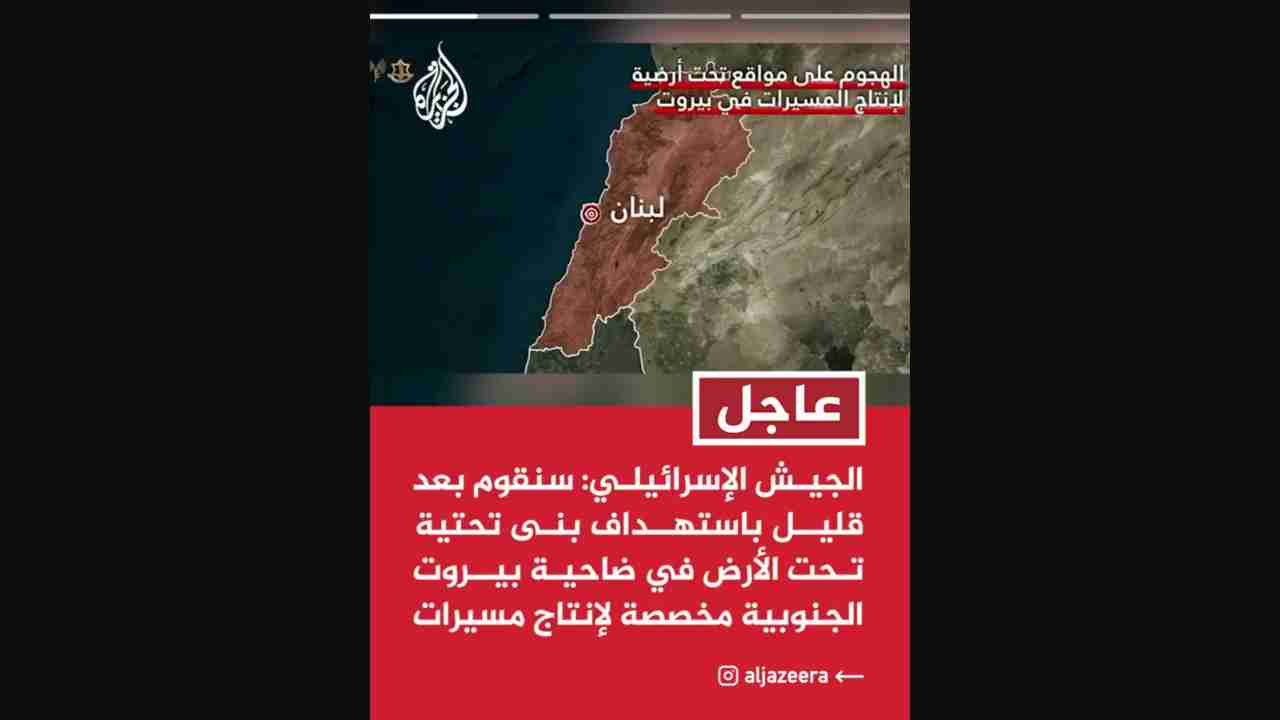 الجزيرة
الهجوم على مواقع تحت أرضية
لإنتاج المسيرات في بيروت
لبنان
عاجل
الجيش الإسرائيلي: سنقوم بعد
قليل باستهداف بنى تحتية
تحت الأرض في ضاحية بيروت
الجنوبية مخصصة لإنتاج مسيرات
aljazeera